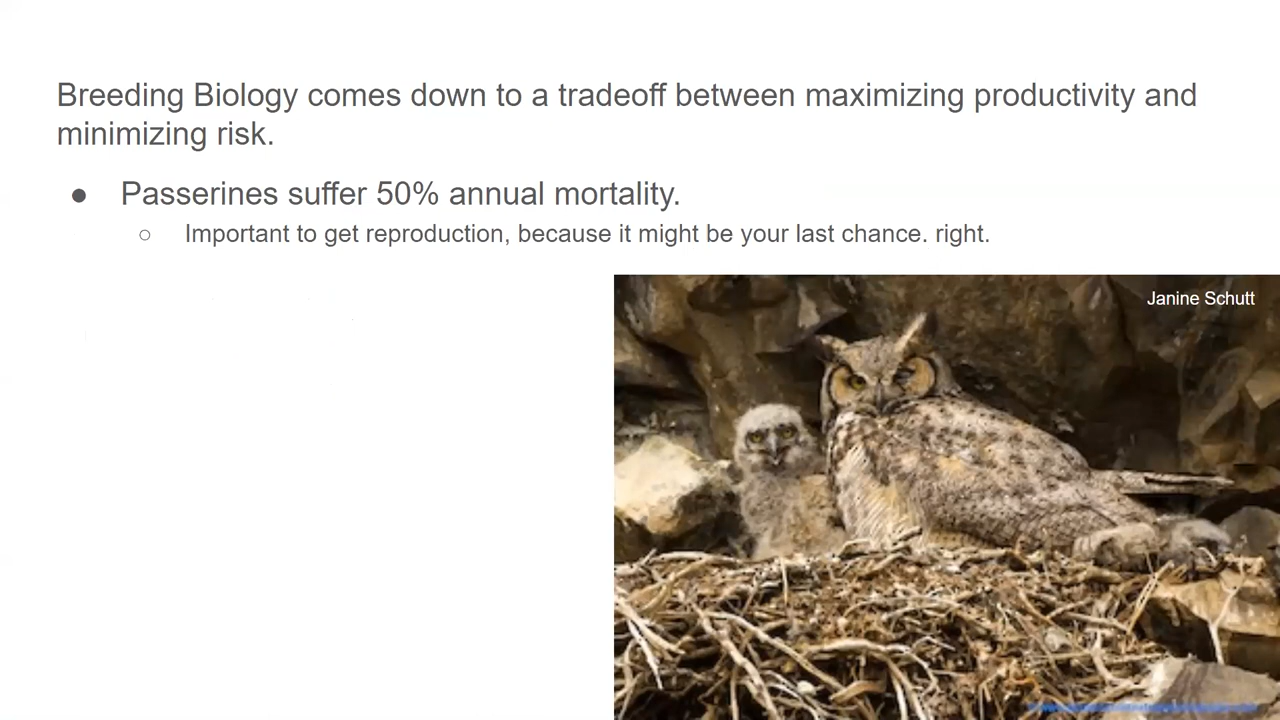 Breeding Biology comes down to a tradeoff between maximizing productivity and
minimizing risk.
● Passerines suffer 50% annual mortality.
○ Important to get reproduction, because it might be your last chance. right.
Janine Schutt